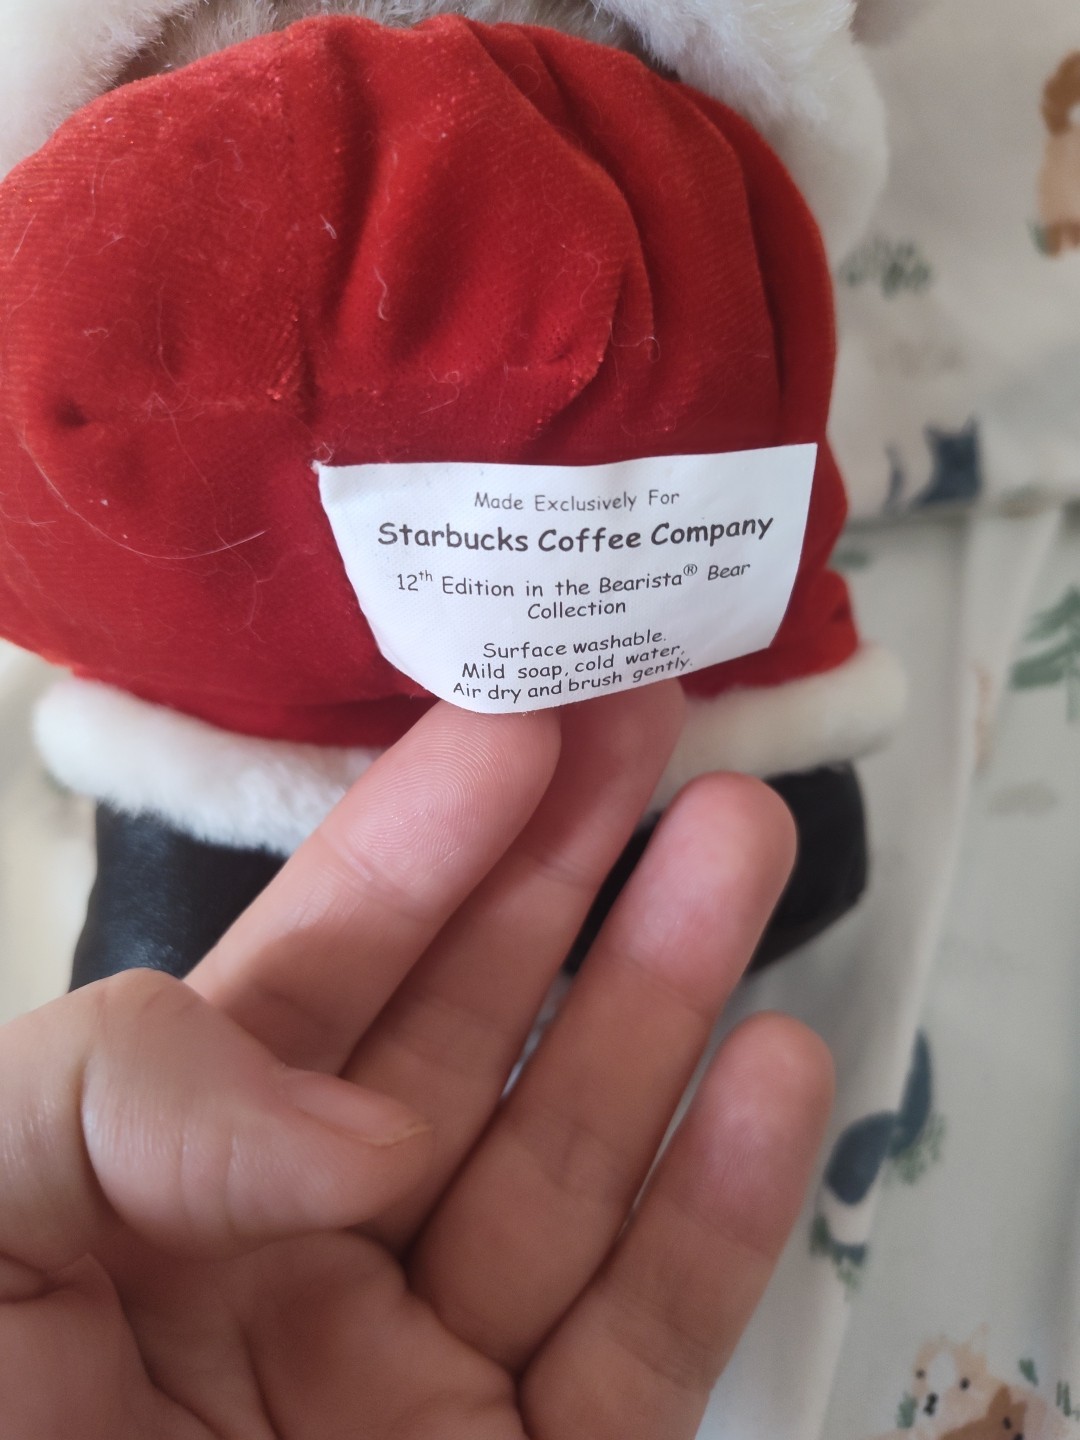 Made Exclusively For
Starbucks Coffee Company
12th Edition in the Bearista® Bear
Collection
Surface washable.
Mild soap, cold water,
Air dry and brush gently.